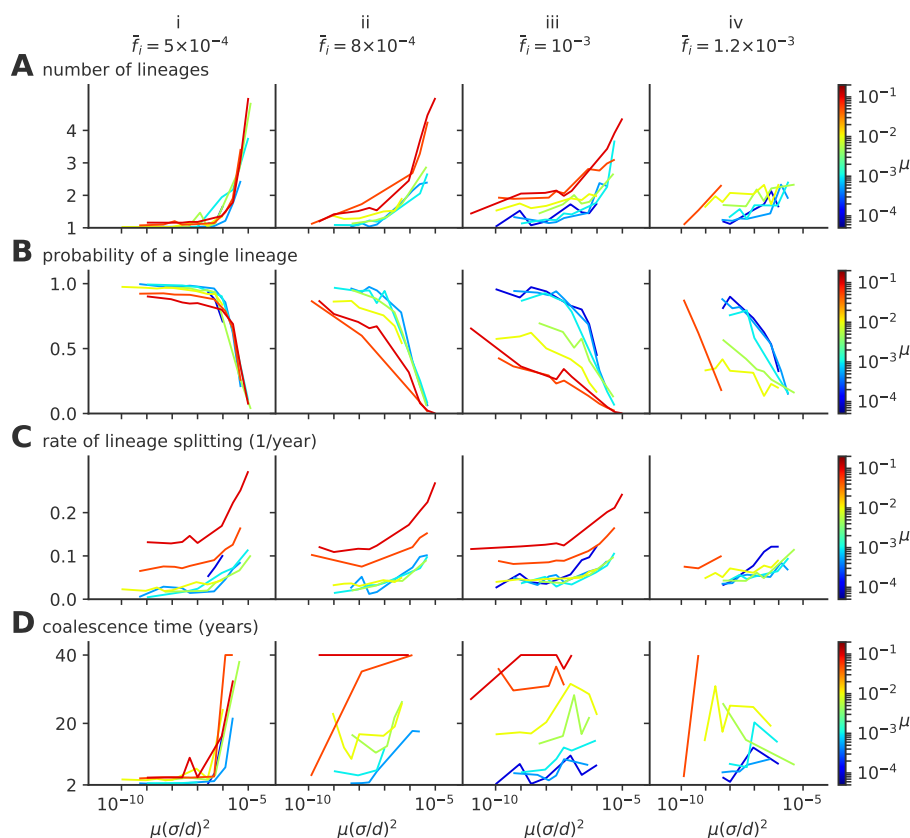 i ii iii iv
f̄ᵢ = 5×10⁻⁴ f̄ᵢ = 8×10⁻⁴ f̄ᵢ = 10⁻³ f̄ᵢ = 1.2×10⁻³
A number of lineages
4
3
2
1
10⁻¹
10⁻²
μ
10⁻³
10⁻⁴
B probability of a single lineage
1.0
0.5
0.0
10⁻¹
10⁻²
μ
10⁻³
10⁻⁴
C rate of lineage splitting (1/year)
0.2
0.1
0.0
10⁻¹
10⁻²
μ
10⁻³
10⁻⁴
D coalescence time (years)
40
20
2
10⁻¹
10⁻²
μ
10⁻³
10⁻⁴
10⁻¹⁰ 10⁻⁵ 10⁻¹⁰ 10⁻⁵ 10⁻¹⁰ 10⁻⁵ 10⁻¹⁰ 10⁻⁵
μ(σ/d)² μ(σ/d)² μ(σ/d)² μ(σ/d)²